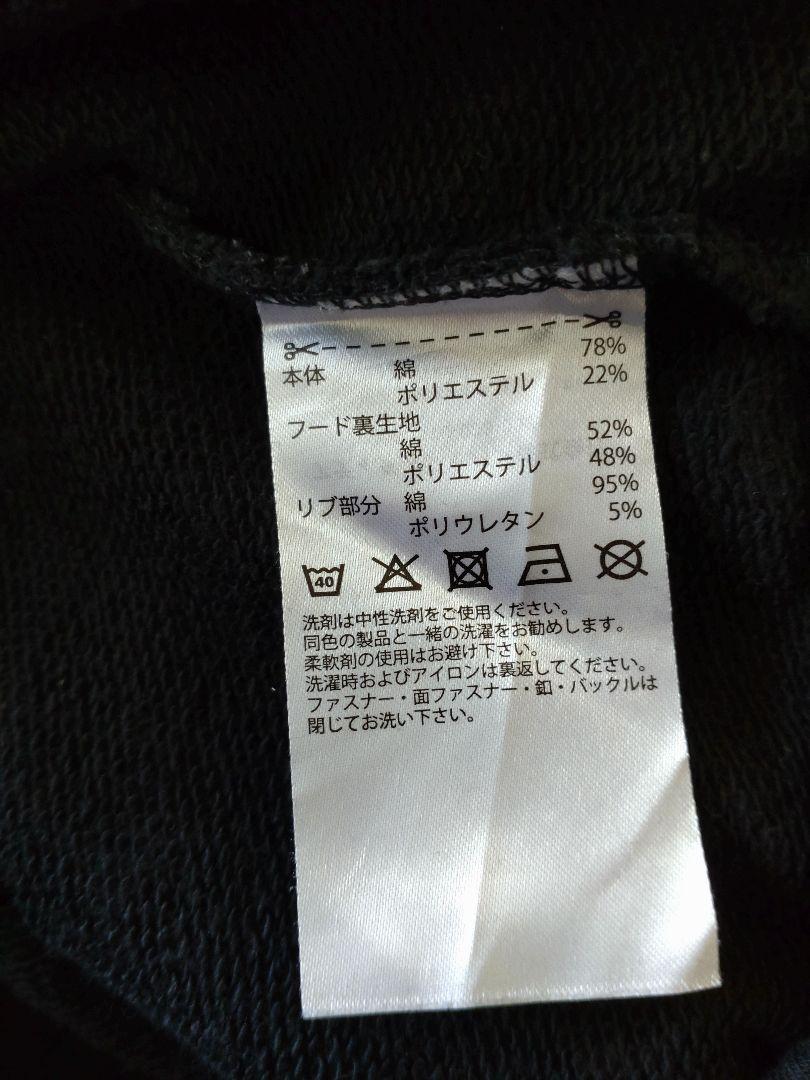 本体 綿 78%
ポリエステル 22%
フード裏生地
綿 52%
ポリエステル 48%
リブ部分 綿 95%
ポリウレタン 5%
40
洗剤は中性洗剤をご使用ください。
同色の製品と一緒の洗濯をお勧めします。
柔軟剤の使用はお避け下さい。
洗濯時およびアイロンは裏返してください。
ファスナー・面ファスナー・釦・バックルは
閉じてお洗い下さい。